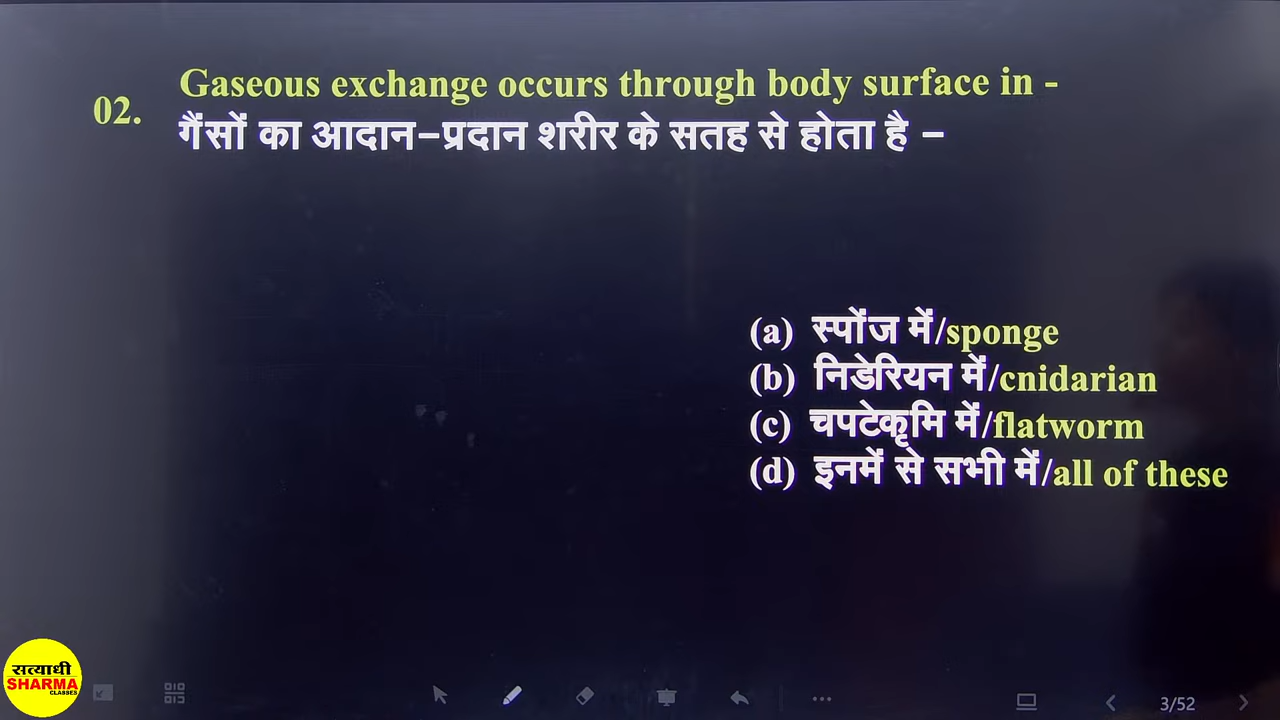 02.
Gaseous exchange occurs through body surface in -
गैंसों का आदान-प्रदान शरीर के सतह से होता है -
(a) स्पोंज में/sponge
(b) निडेरियन में/cnidarian
(c) चपटेकृमि में/flatworm
(d) इनमें से सभी में/all of these
सत्याधी
SHARMA
CLASSES
3/52